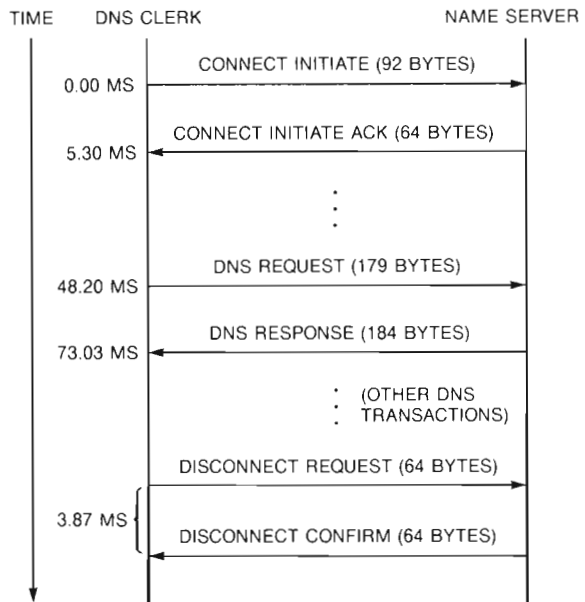 TIME DNS CLERK NAME SERVER
CONNECT INITIATE (92 BYTES)
0.00 MS
CONNECT INITIATE ACK (64 BYTES)
5.30 MS
DNS REQUEST (179 BYTES)
48.20 MS
DNS RESPONSE (184 BYTES)
73.03 MS
(OTHER DNS
TRANSACTIONS)
DISCONNECT REQUEST (64 BYTES)
3.87 MS
DISCONNECT CONFIRM (64 BYTES)